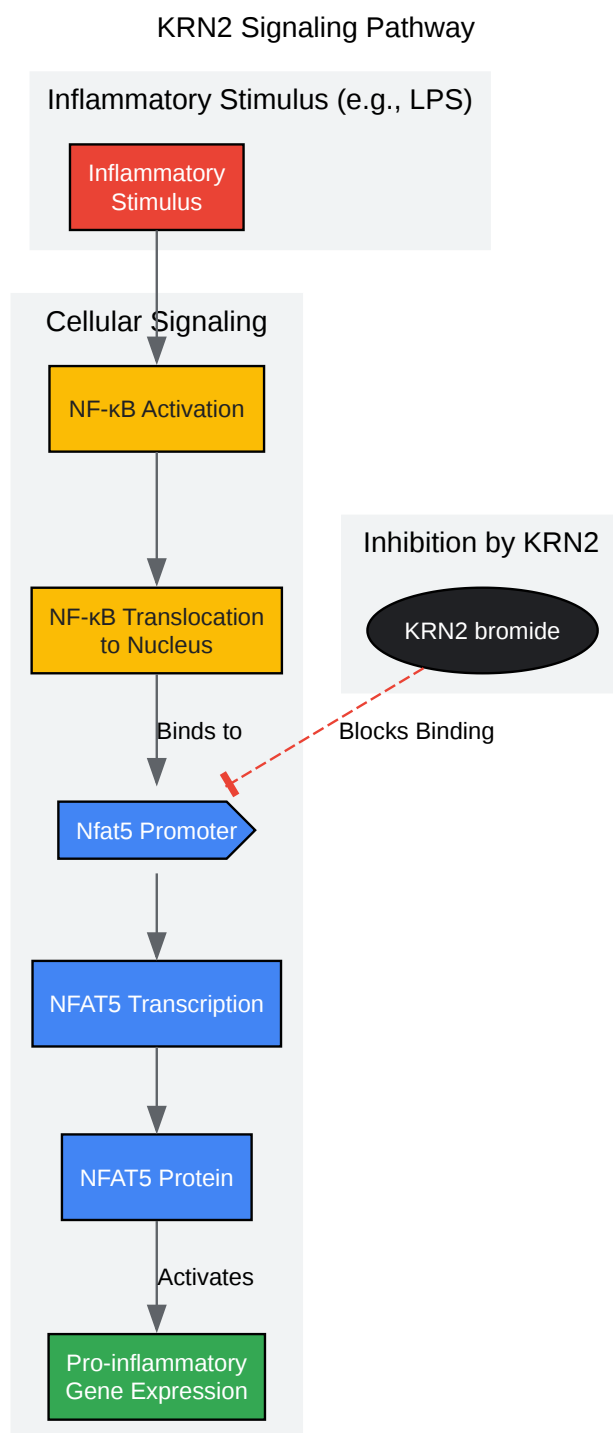 KRN2 Signaling Pathway
Inflammatory Stimulus (e.g., LPS)
Inflammatory
Stimulus
Cellular Signaling
NF-κB Activation
Inhibition by KRN2
NF-κB Translocation
to Nucleus
KRN2 bromide
Binds to
Blocks Binding
Nfat5 Promoter
NFAT5 Transcription
NFAT5 Protein
Activates
Pro-inflammatory
Gene Expression